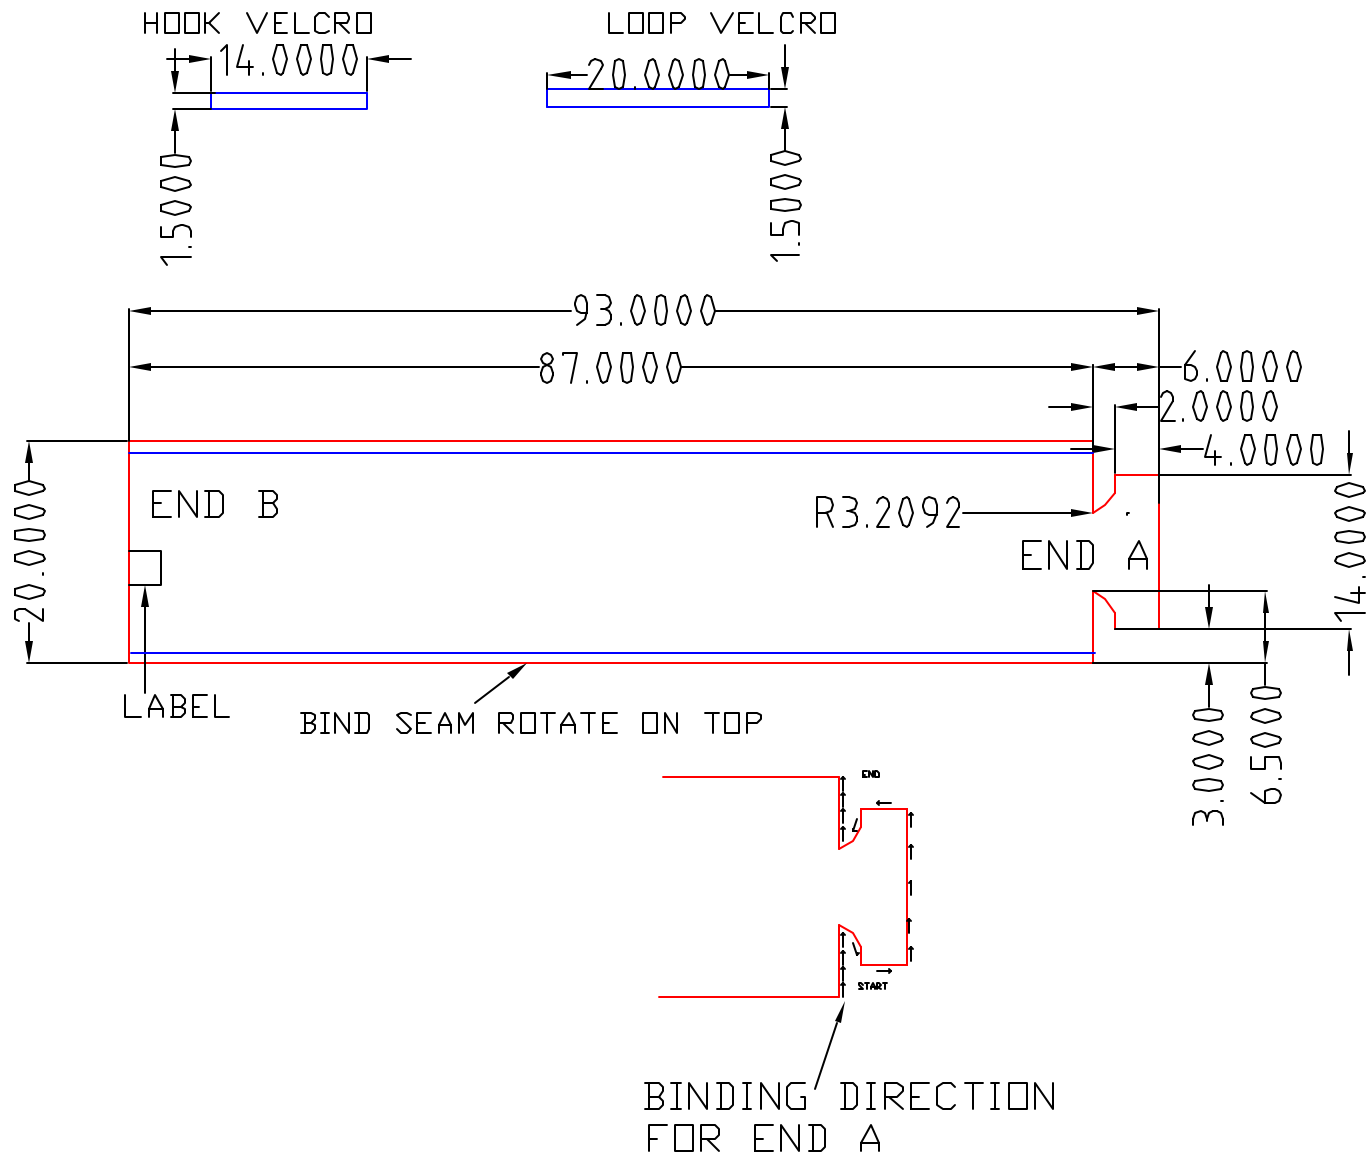 HOOK VELCRO
LOOP VELCRO
14.0000
20.0000
1.5000
1.5000
93.0000
87.0000
6.0000
2.0000
4.0000
END B
R3.2092
END A
20.0000
14.0000
LABEL
BIND SEAM ROTATE ON TOP
3.0000
6.5000
END
START
BINDING DIRECTION
FOR END A